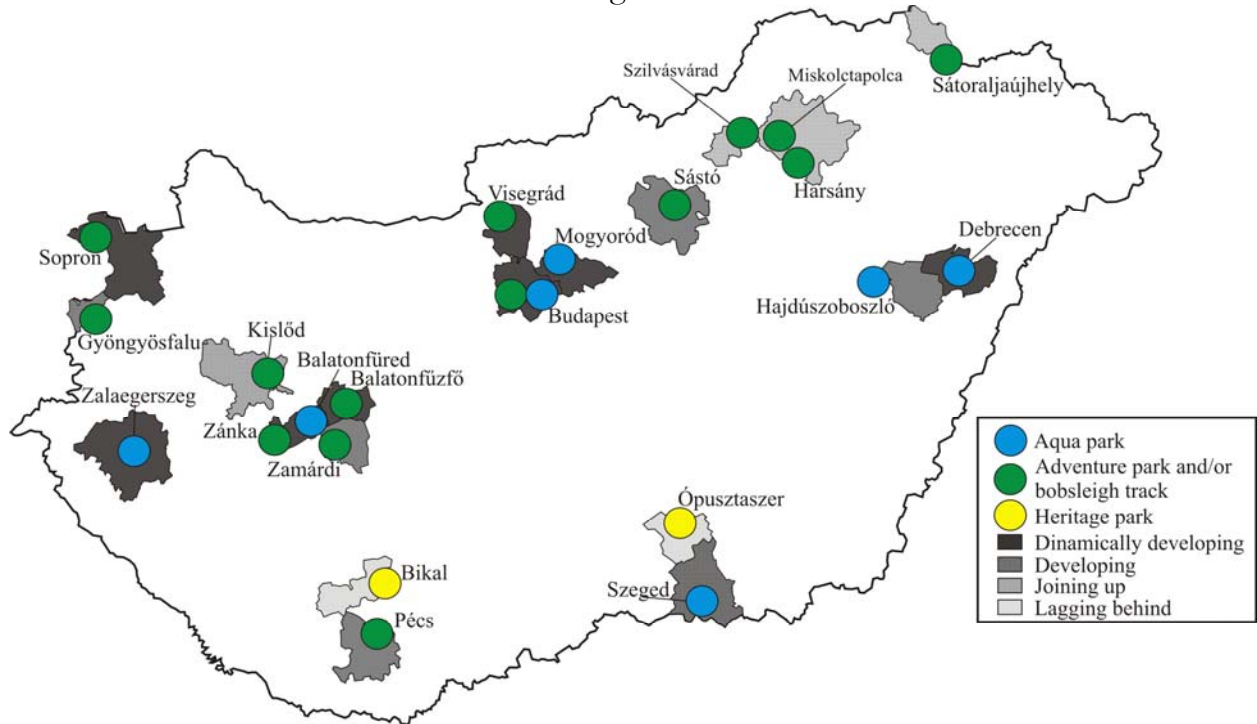 Szilvásvárad
Miskolctapolca
Sátoraljaújhely
Harsány
Sástó
Visegrád
Mogyoród
Debrecen
Sopron
Hajdúszoboszló
Budapest
Gyöngyösfalu
Kislőd
Balatonfüred
Balatonfűzfő
Zalaegerszeg
Zánka
Zamárdi
Ópusztaszer
Bikal
Szeged
Pécs
Aqua park
Adventure park and/or
bobsleigh track
Heritage park
Dinamically developing
Developing
Joining up
Lagging behind